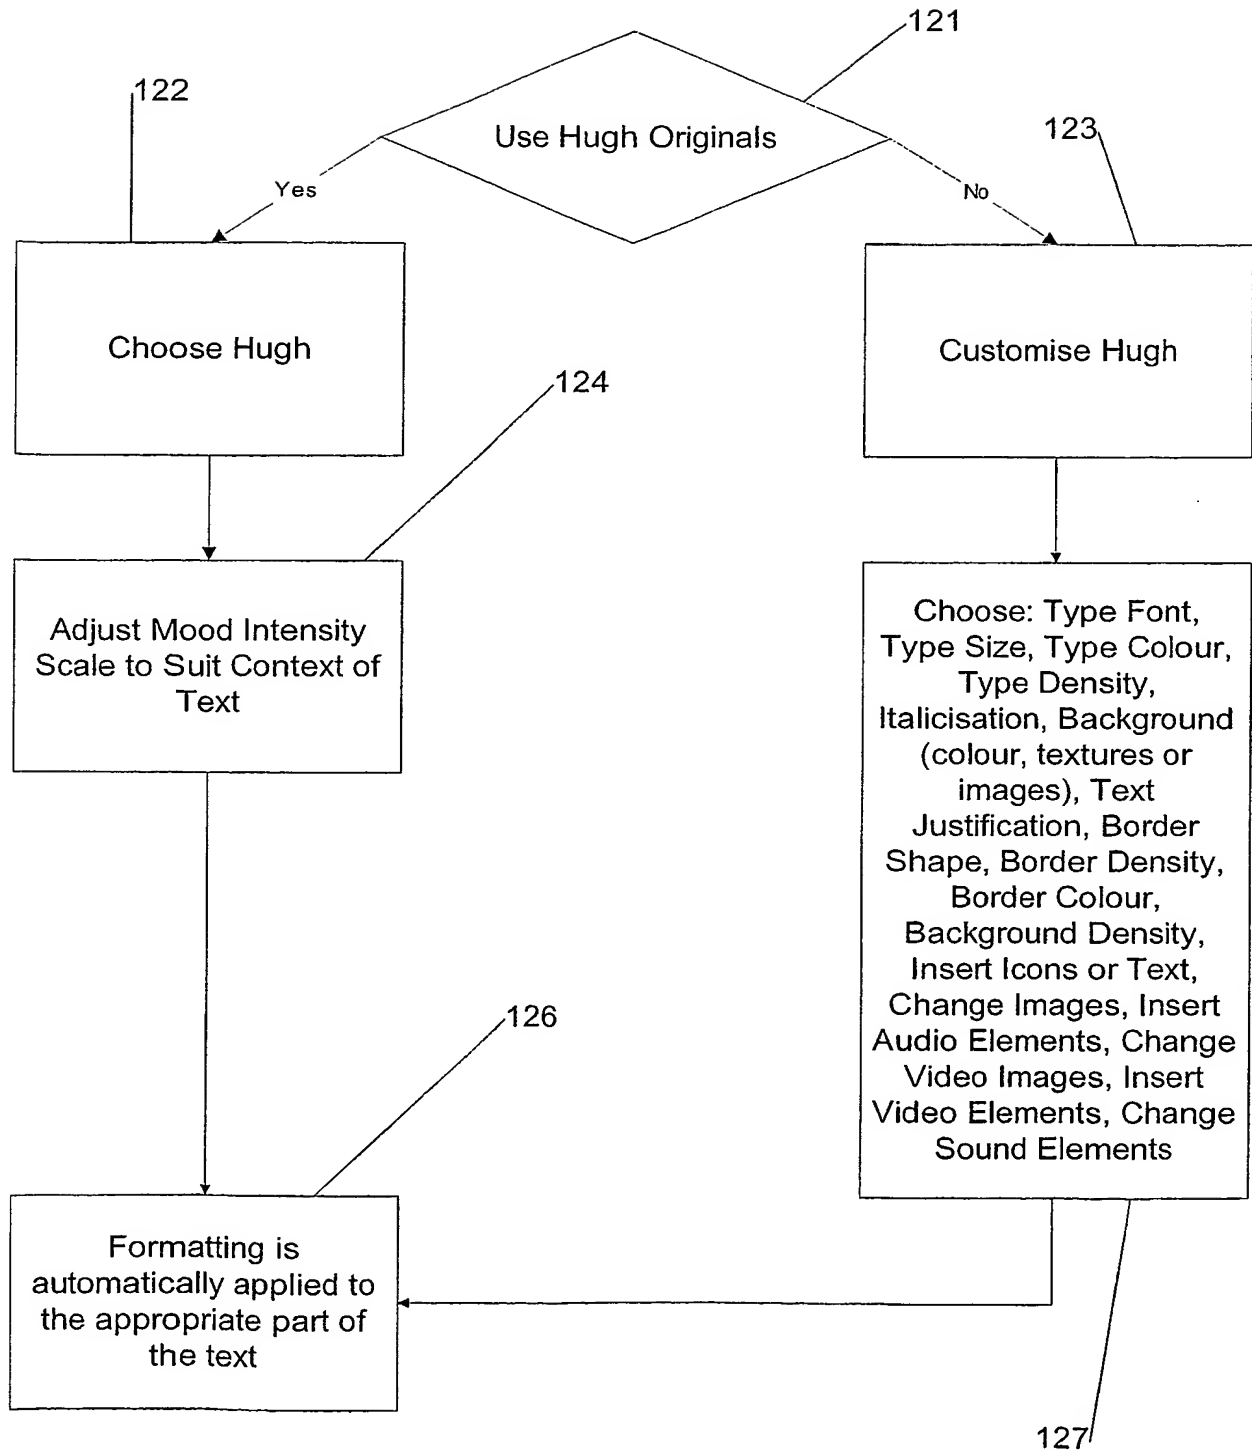 121
122
Use Hugh Originals
123
Yes
No
Choose Hugh
Customise Hugh
124
Adjust Mood Intensity
Scale to Suit Context of
Text
Choose: Type Font,
Type Size, Type Colour,
Type Density,
Italicisation, Background
(colour, textures or
images), Text
Justification, Border
Shape, Border Density,
Border Colour,
Background Density,
Insert Icons or Text,
Change Images, Insert
Audio Elements, Change
Video Images, Insert
Video Elements, Change
Sound Elements
126
Formatting is
automatically applied to
the appropriate part of
the text
127